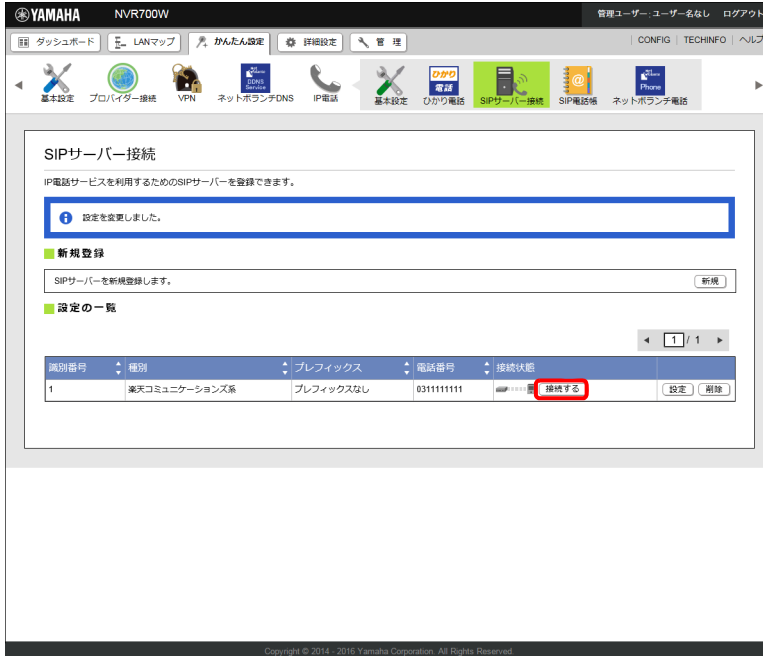 YAMAHA NVR700W 管理ユーザー:ユーザー名なし ログアウト
ダッシュボード LANマップ かんたん設定 詳細設定 管 理 CONFIG TECHINFO ヘルプ
DDNS Service
ひかり 電話
@
Phone
基本設定 プロバイダー接続 VPN ネットボランチDNS IP電話 基本設定 ひかり電話 SIPサーバー接続 SIP電話帳 ネットボランチ電話
SIPサーバー接続
IP電話サービスを利用するためのSIPサーバーを登録できます。
設定を変更しました。
新規登録
SIPサーバーを新規登録します。 新規
設定の一覧
1 / 1
識別番号 種別 プレフィックス 電話番号 接続状態
1 楽天コミュニケーションズ系 プレフィックスなし 0311111111 接続する 設定 削除
Copyright © 2014 - 2016 Yamaha Corporation. All Rights Reserved.